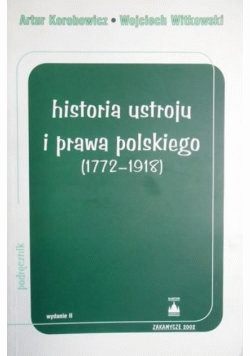 Artur Korobowicz • Wojciech Witkowski
historia ustroju
i prawa polskiego
(1772-1918)
podręcznik
wydanie II
ZAKAMYCZE 2002